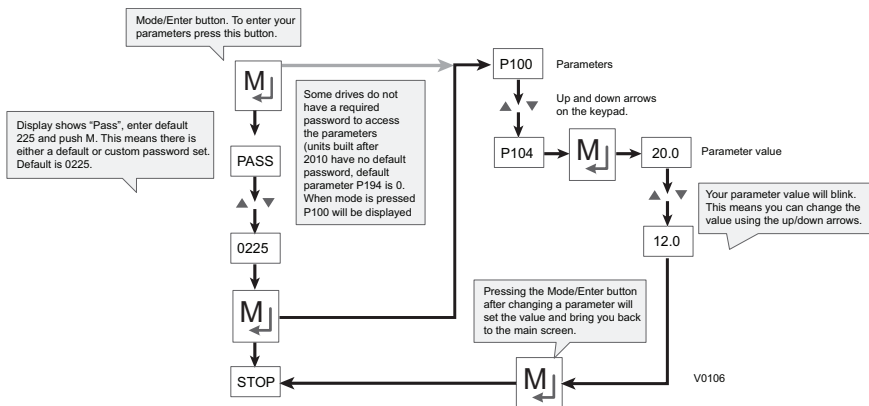 Mode/Enter button. To enter your
parameters press this button.
M
Display shows “Pass”, enter default
225 and push M. This means there is
either a default or custom password set.
Default is 0225.
PASS
0225
M
STOP
Some drives do not
have a required
password to access
the parameters
(units built after
2010 have no default
password, default
parameter P194 is 0.
When mode is pressed
P100 will be displayed
P100
Parameters
Up and down arrows
on the keypad.
P104
M
20.0
Parameter value
Your parameter value will blink.
This means you can change the
value using the up/down arrows.
12.0
Pressing the Mode/Enter button
after changing a parameter will
set the value and bring you back
to the main screen.
M
V0106